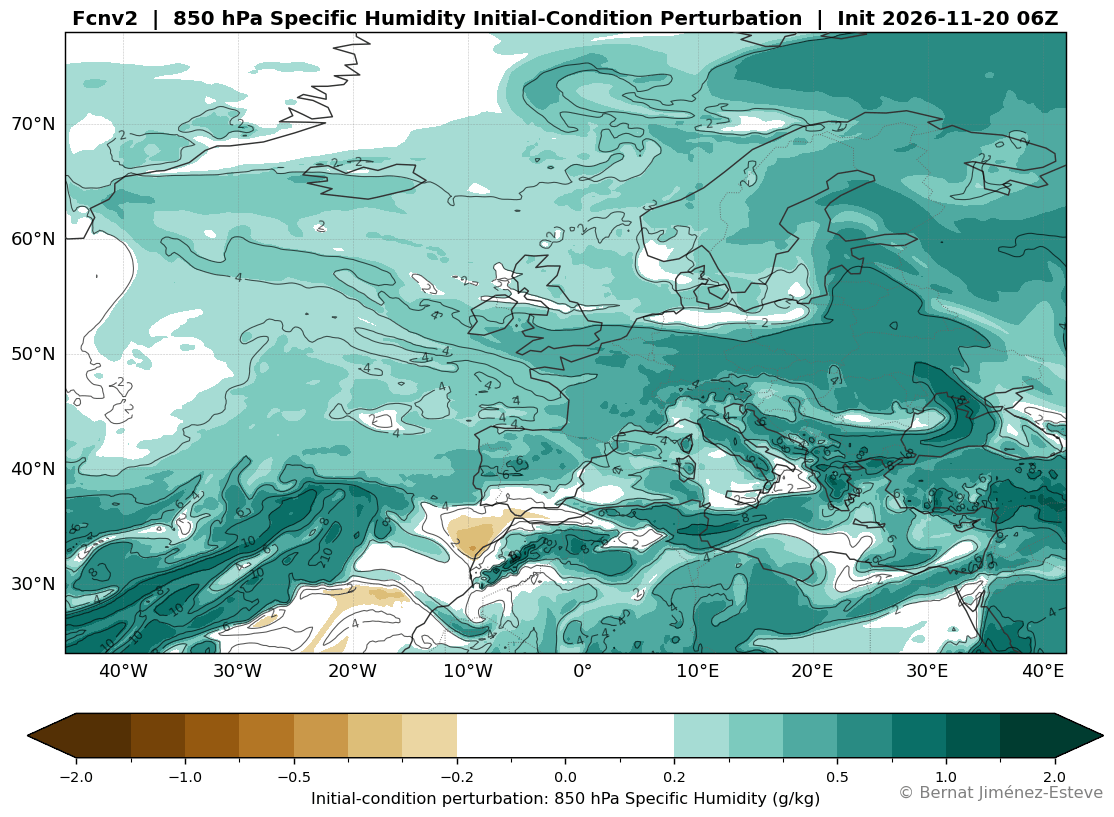 Fcnv2 | 850 hPa Specific Humidity Initial-Condition Perturbation | Init 2026-11-20 06Z
70°N
60°N
50°N
40°N
30°N
40°W 30°W 20°W 10°W 0° 10°E 20°E 30°E 40°E
−2.0 −1.0 −0.5 −0.2 0.0 0.2 0.5 1.0 2.0
Initial-condition perturbation: 850 hPa Specific Humidity (g/kg)
© Bernat Jiménez-Esteve